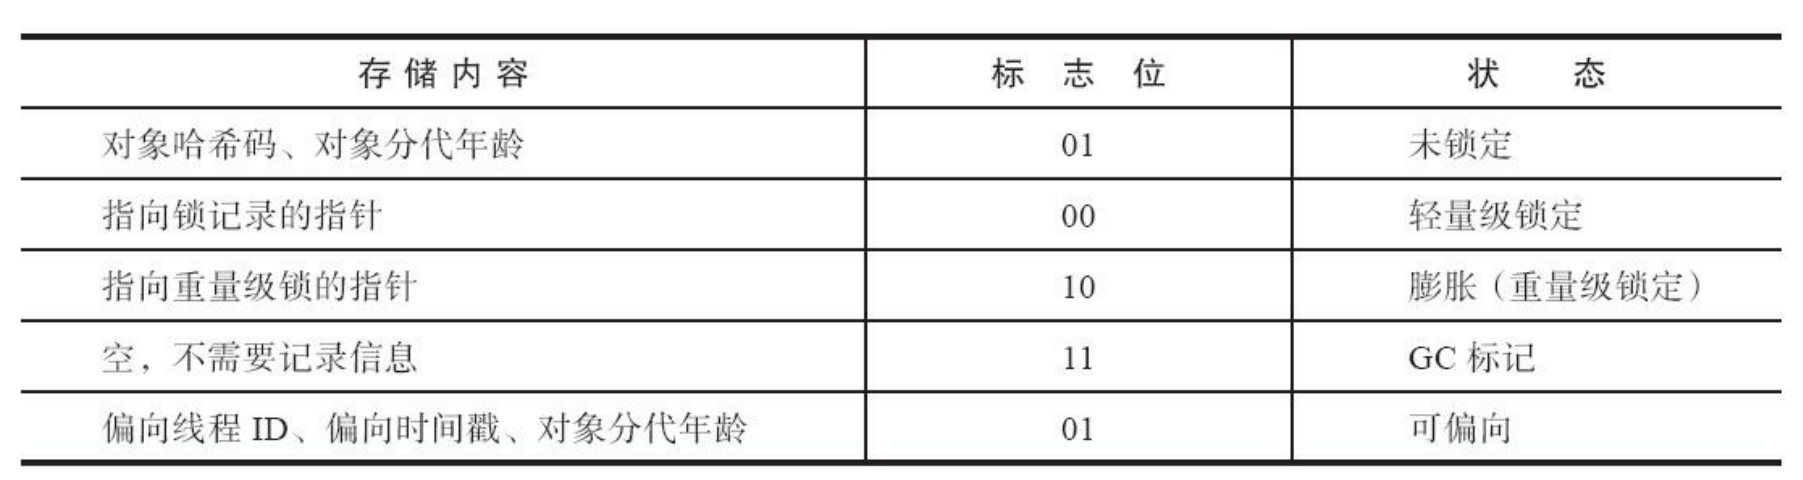 存储内容 标志位 状态
对象哈希码、对象分代年龄 01 未锁定
指向锁记录的指针 00 轻量级锁定
指向重量级锁的指针 10 膨胀（重量级锁定）
空，不需要记录信息 11 GC 标记
偏向线程 ID、偏向时间戳、对象分代年龄 01 可偏向